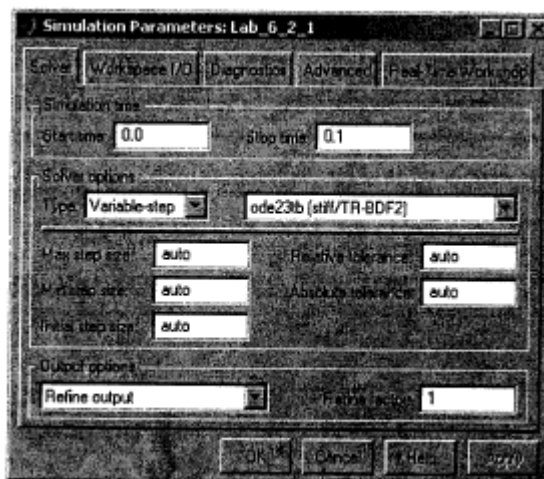 Simulation Parameters: Lab_6_2_1
Solver Workspace I/O Diagnostics Advanced Real-Time Workshop
Simulation time
Start time: 0.0 Stop time: 0.1
Solver options
Type: Variable-step ode23tb (stiff/TR-BDF2)
Max step size: auto Relative tolerance: auto
Min step size: auto Absolute tolerance: auto
Initial step size: auto
Output options
Refine output Refine factor: 1
OK Cancel Help Apply